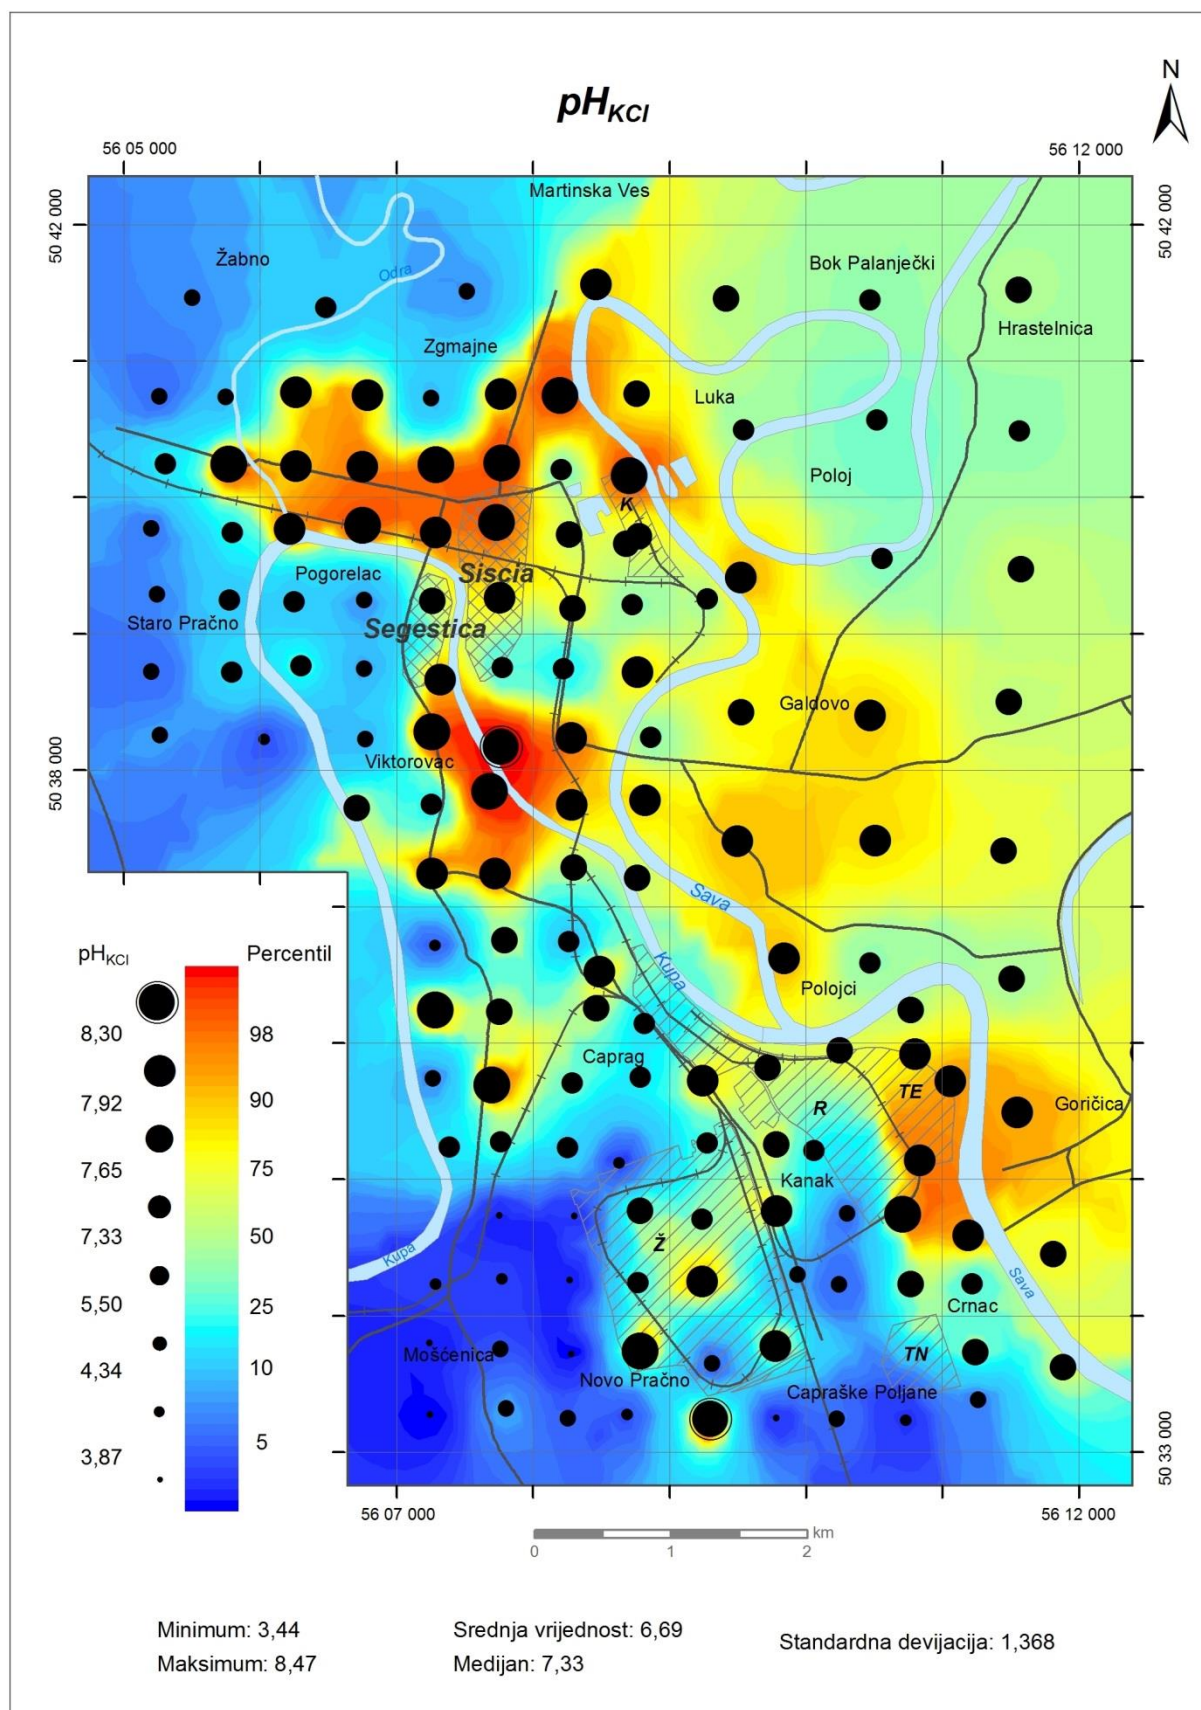 N
pH_KCl
56 05 000
56 12 000
Martinska Ves
50 42 000
50 42 000
Žabno
Bok Palanječki
Odra
Hrastelnica
Zgmajne
Luka
Poloj
K
Siscia
Pogorelac
Staro Pračno
Segestica
Galdovo
Viktorovac
50 38 000
50 38 000
Sava
pH_KCl
Percentil
Kupa
Polojci
8,30
98
Caprag
TE
7,92
90
R
Goričica
7,65
75
Kanak
7,33
50
Ž
Kupa
Sava
5,50
25
Crnac
4,34
10
Mošćenica
TN
Novo Pračno
Capraške Poljane
3,87
5
50 33 000
56 07 000
56 12 000
km
0
1
2
Minimum: 3,44
Srednja vrijednost: 6,69
Standardna devijacija: 1,368
Maksimum: 8,47
Medijan: 7,33